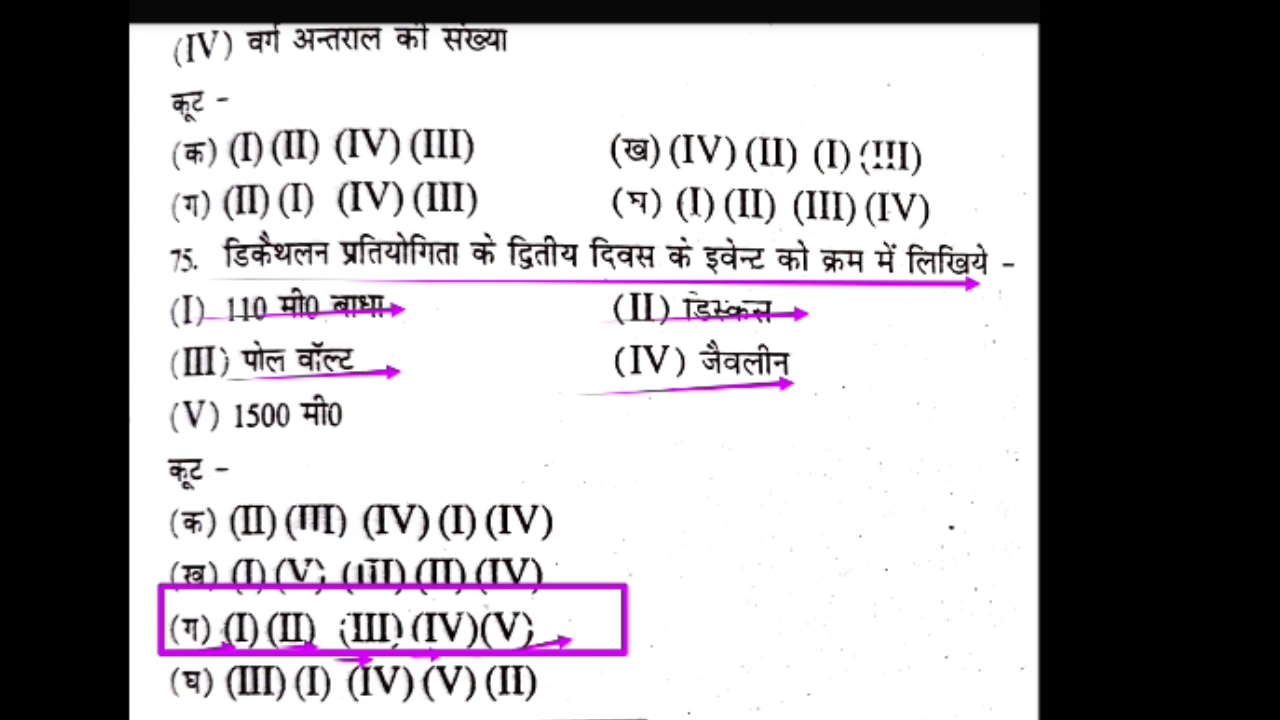 (IV) वर्ग अन्तराल की संख्या
कूट -
(क) (I) (II) (IV) (III) (ख) (IV) (II) (I) (III)
(ग) (II) (I) (IV) (III) (घ) (I) (II) (III) (IV)
75. डिकैथलन प्रतियोगिता के द्वितीय दिवस के इवेन्ट को क्रम में लिखिये -
(I) 110 मी0 बाधा (II) डिस्कस
(III) पोल वॉल्ट (IV) जैवलीन
(V) 1500 मी0
कूट -
(क) (II) (III) (IV) (I) (IV)
(ख) (I) (V) (III) (II) (IV)
(ग) (I) (II) (III) (IV) (V)
(घ) (III) (I) (IV) (V) (II)